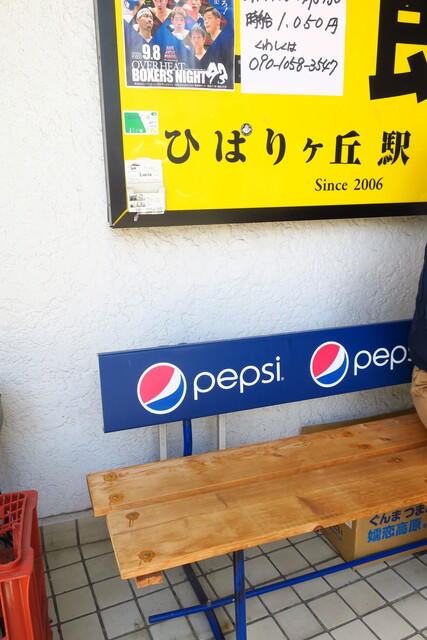 9.8
OVER HEAT
BOXERS NIGHT
時給 1.050円
くわしくは
090-1058-3547
ひばりヶ丘駅
Since 2006
pepsi
peps
ぐんま つま
嬬恋高原